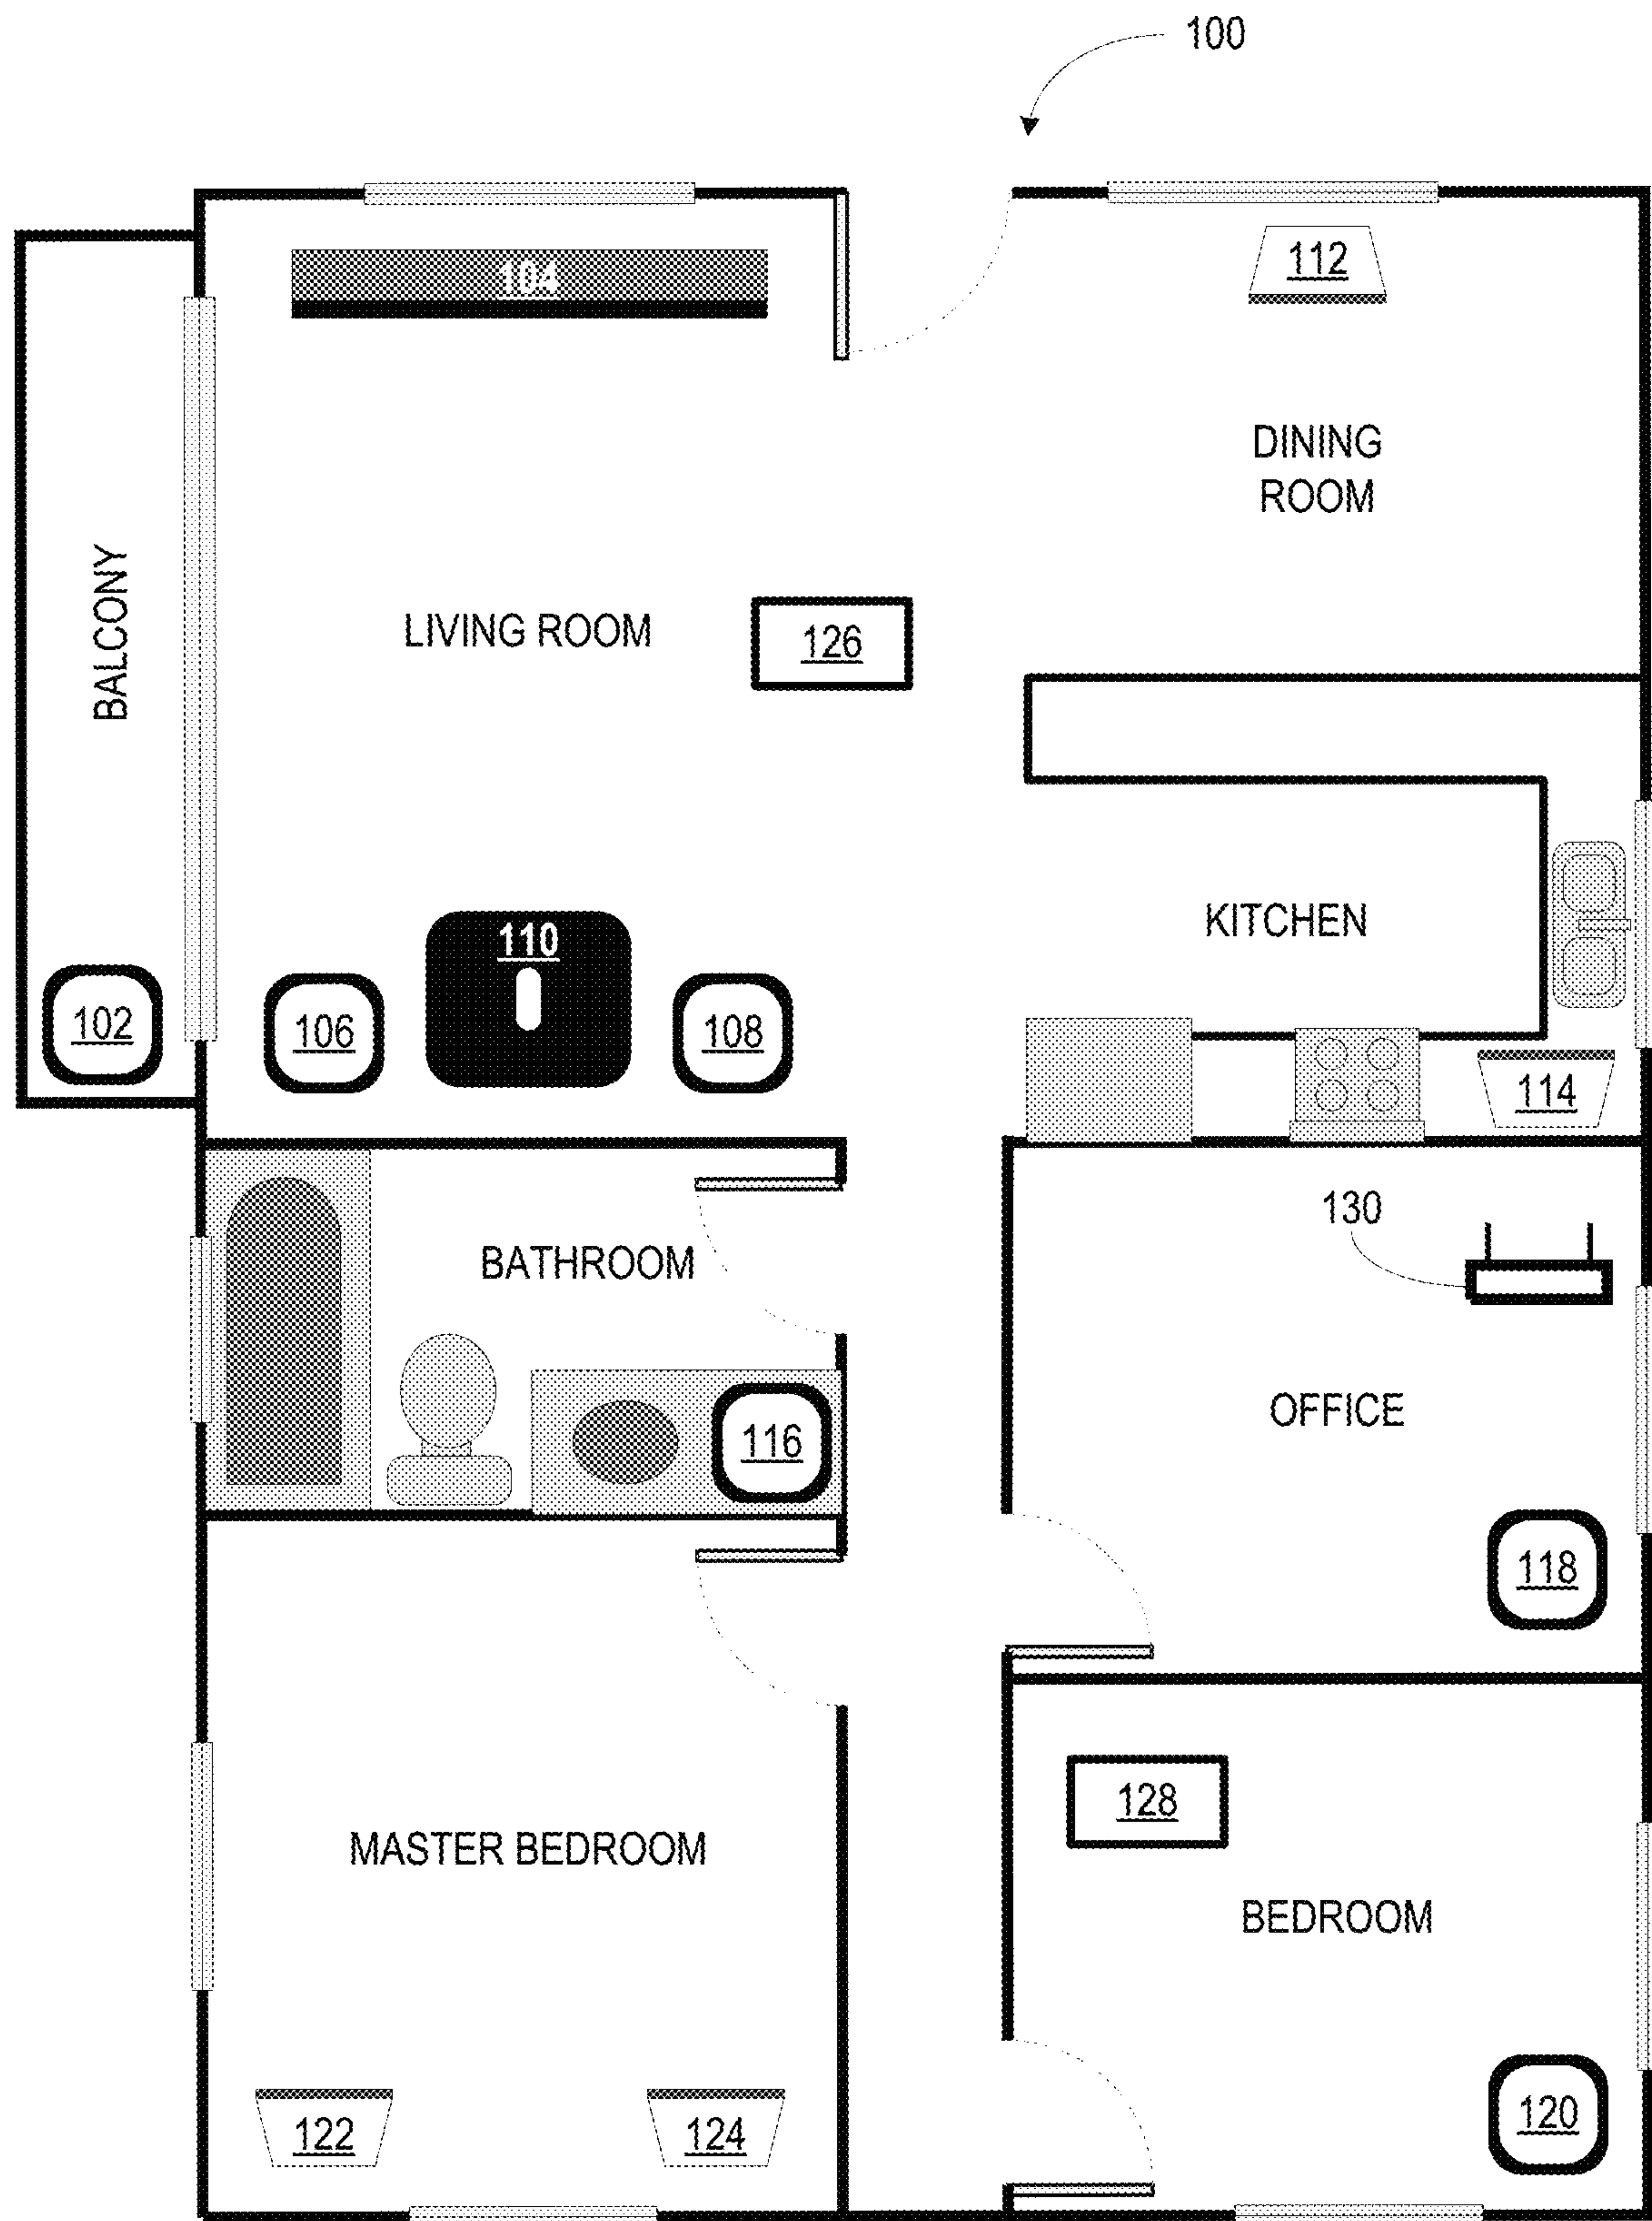 100
104
112
DINING
ROOM
BALCONY
LIVING ROOM
126
KITCHEN
110
102
106
108
114
130
BATHROOM
OFFICE
116
118
128
MASTER BEDROOM
BEDROOM
122
124
120